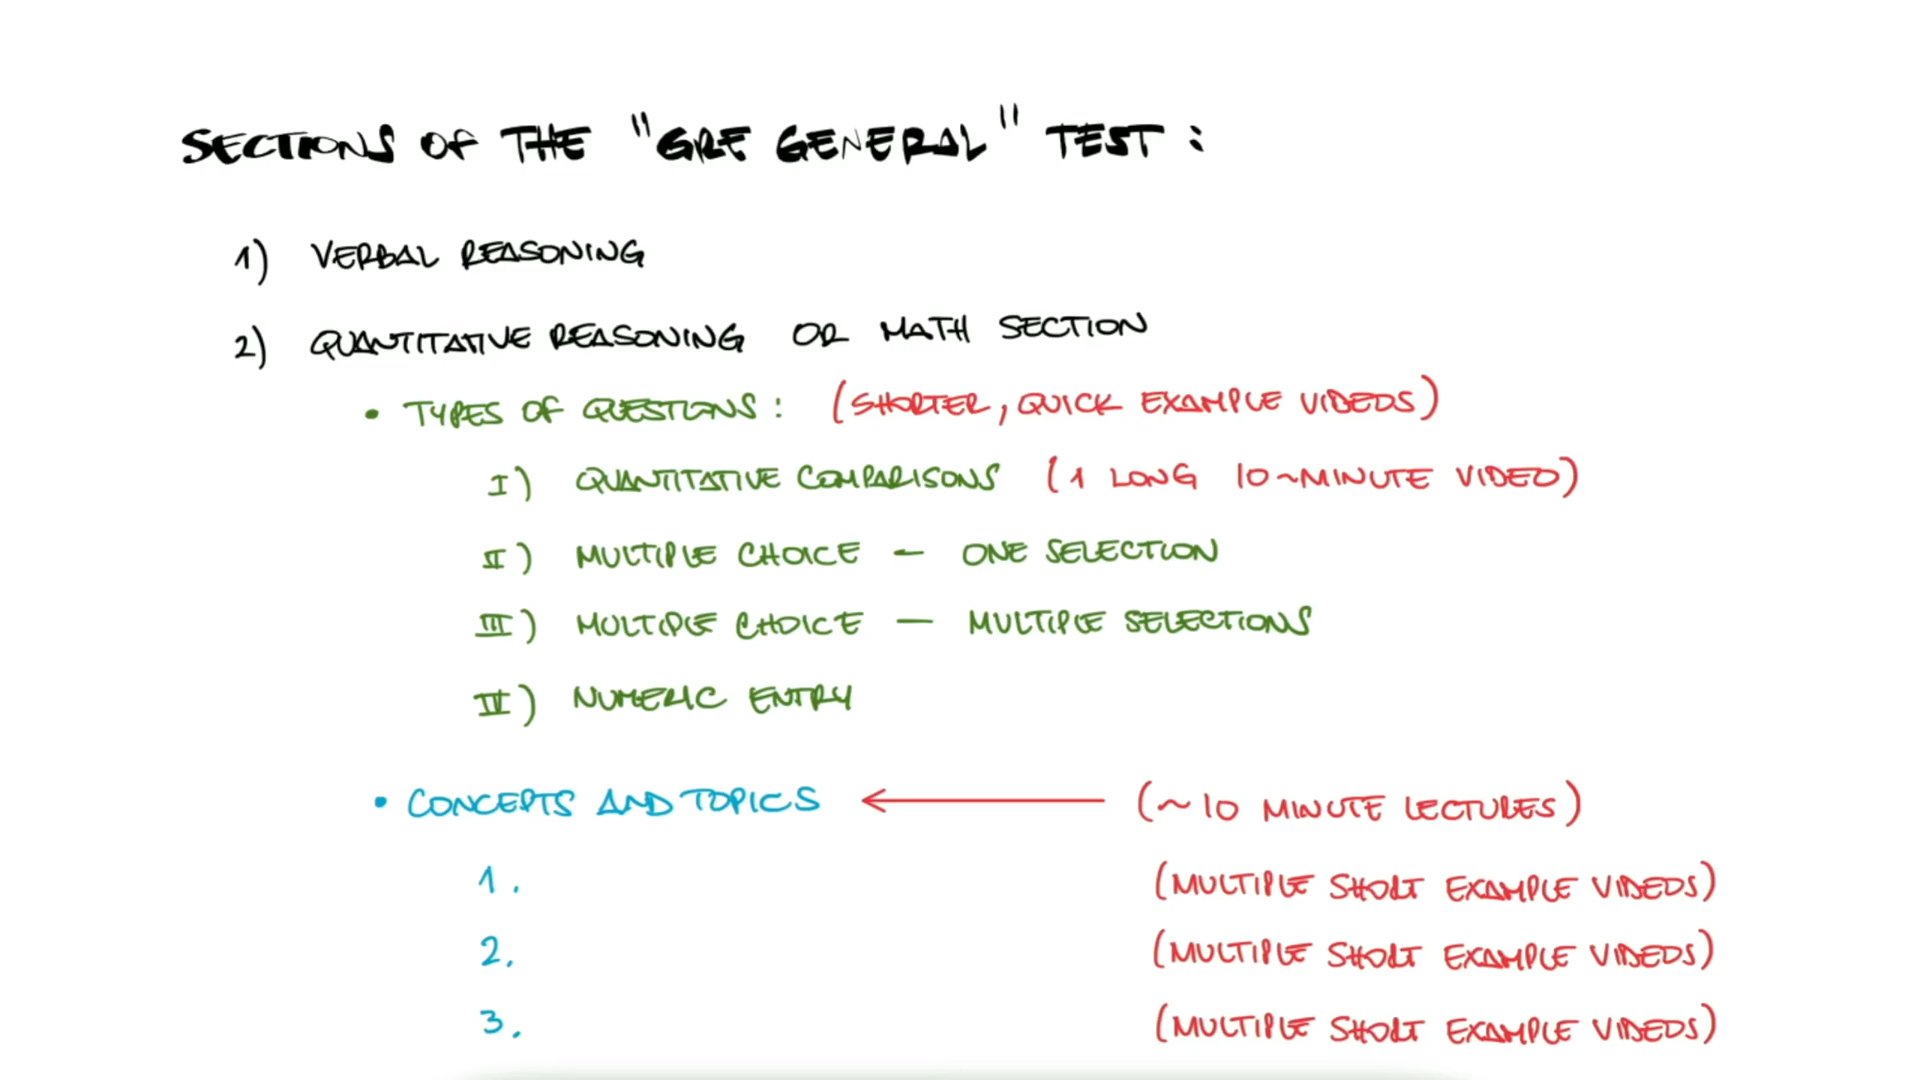 SECTIONS OF THE "GRE GENERAL" TEST:
1) VERBAL REASONING
2) QUANTITATIVE REASONING OR MATH SECTION
• TYPES OF QUESTIONS: (SHORTER, QUICK EXAMPLE VIDEOS)
I) QUANTITATIVE COMPARISONS (1 LONG 10~MINUTE VIDEO)
II) MULTIPLE CHOICE – ONE SELECTION
III) MULTIPLE CHOICE – MULTIPLE SELECTIONS
IV) NUMERIC ENTRY
• CONCEPTS AND TOPICS ← (~10 MINUTE LECTURES)
1. (MULTIPLE SHORT EXAMPLE VIDEOS)
2. (MULTIPLE SHORT EXAMPLE VIDEOS)
3. (MULTIPLE SHORT EXAMPLE VIDEOS)